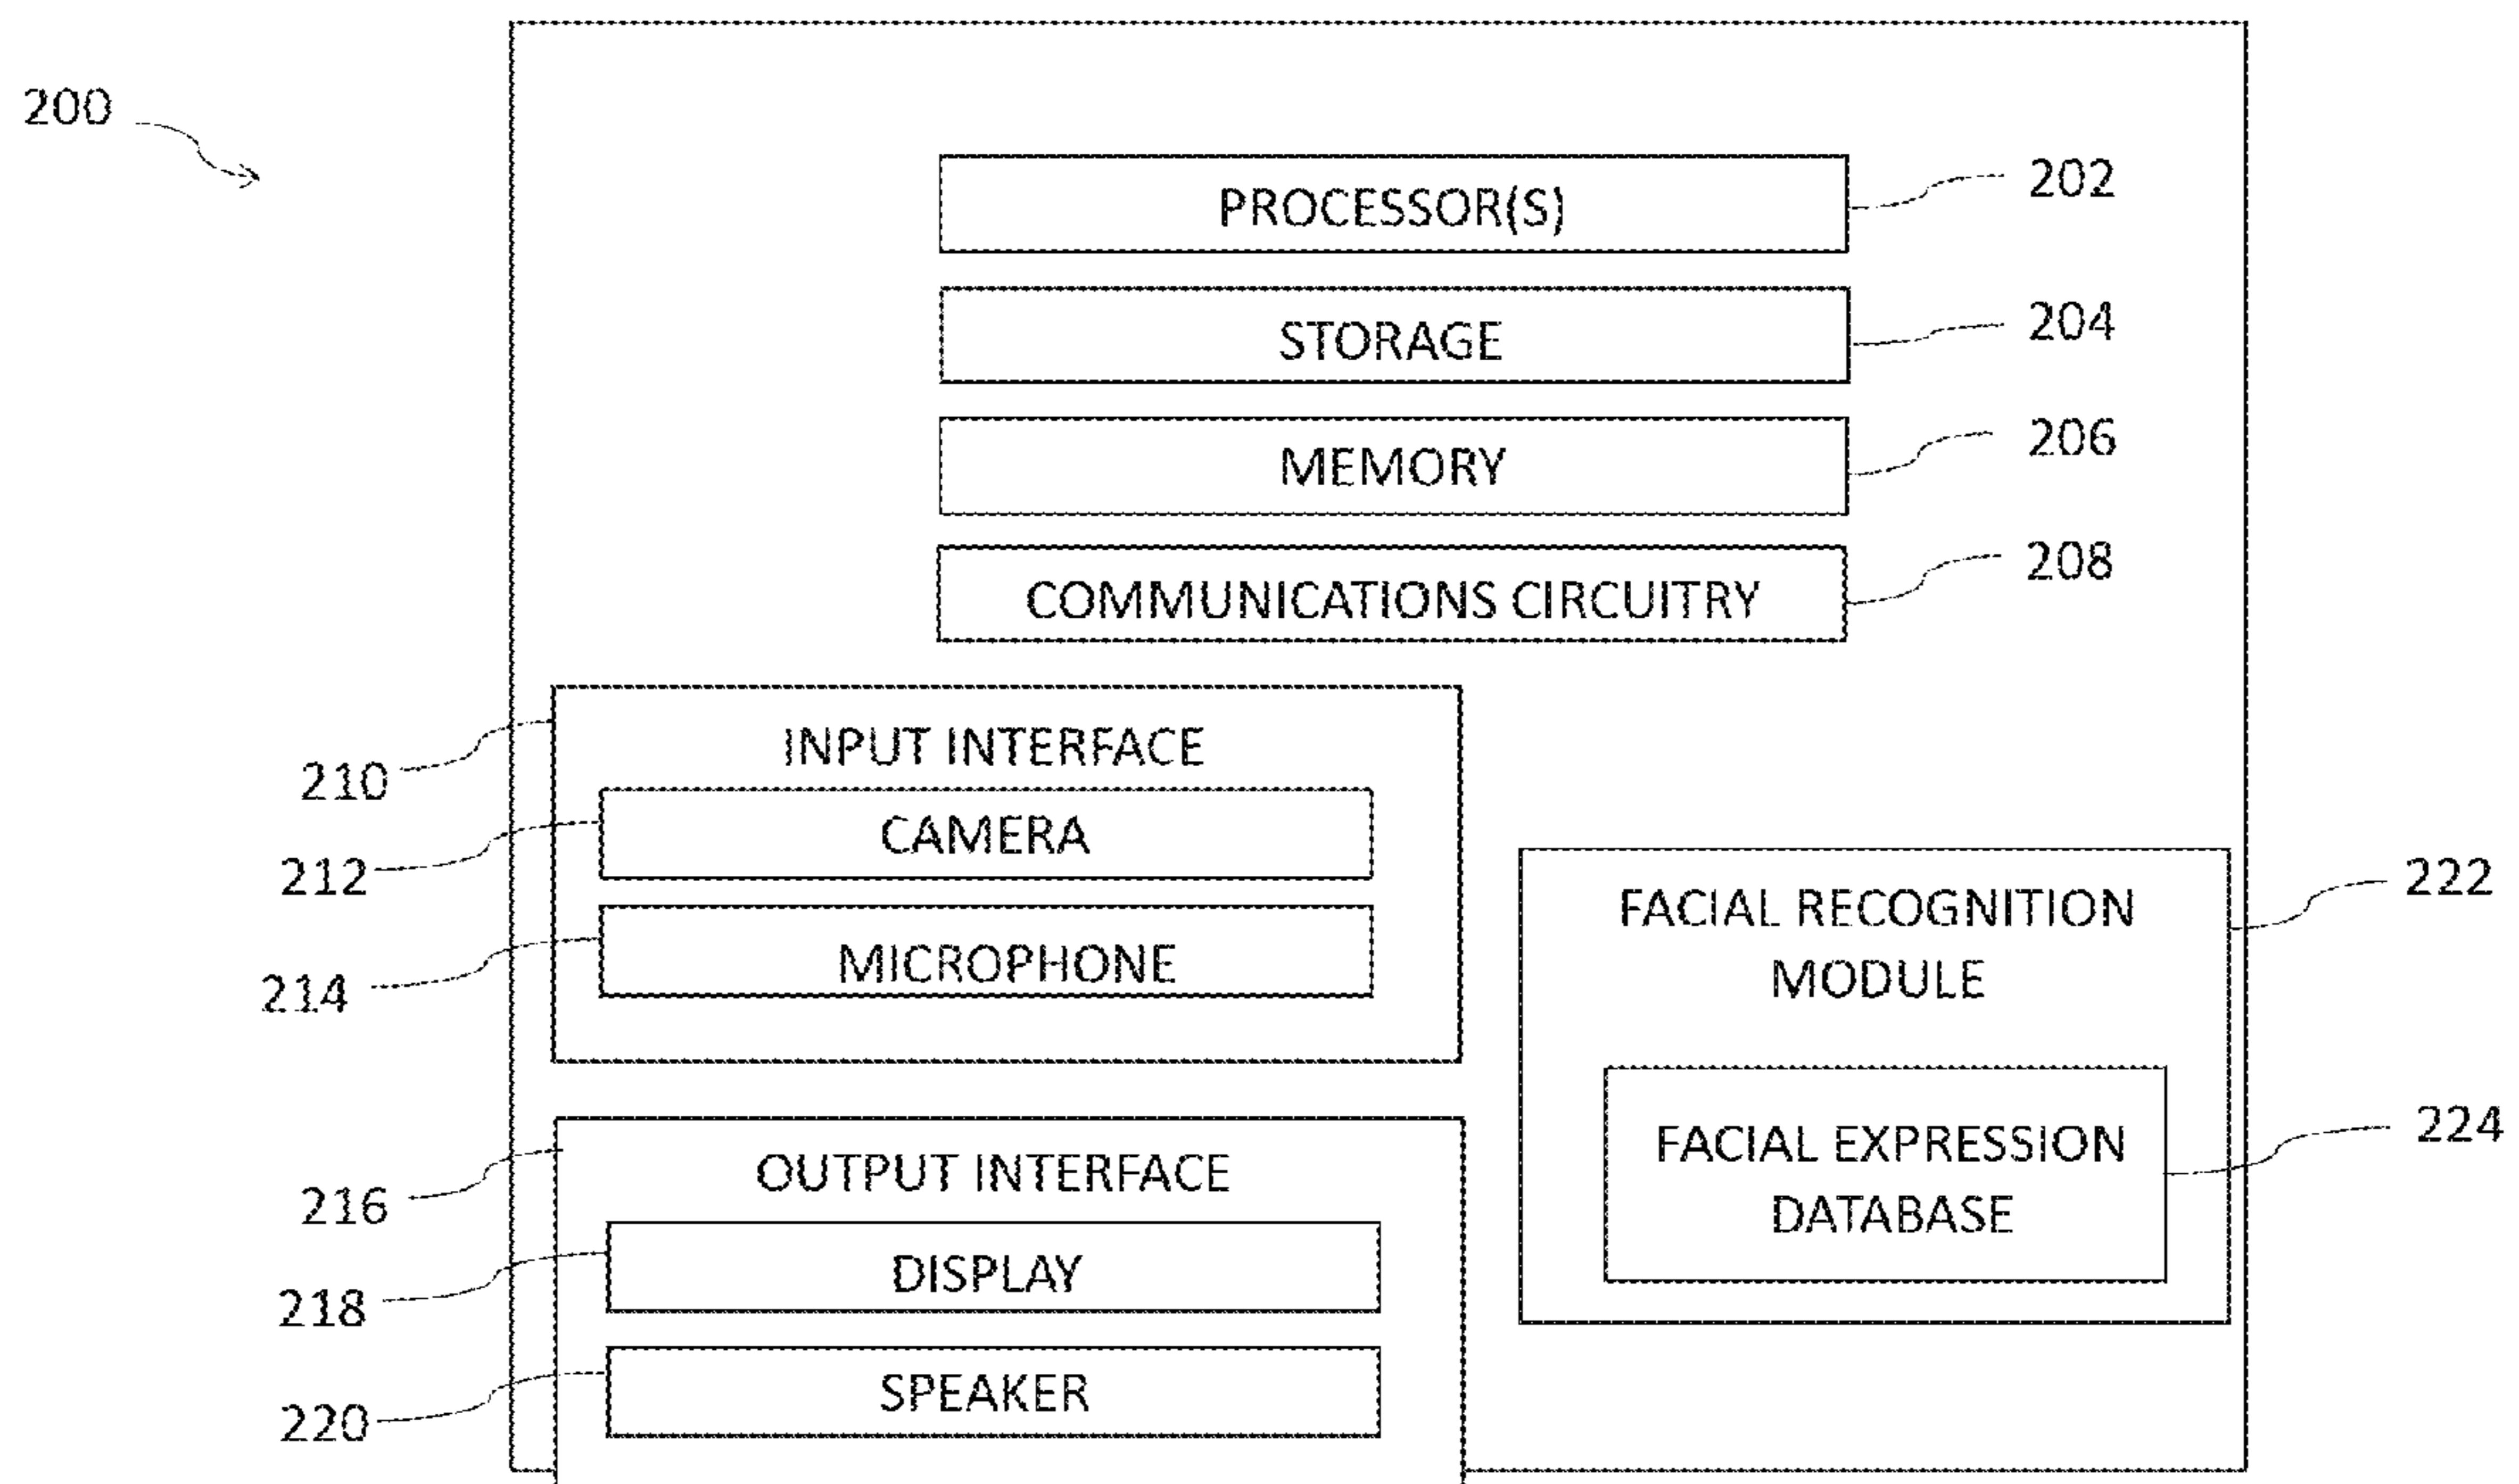 200
PROCESSOR(S)
202
STORAGE
204
MEMORY
206
COMMUNICATIONS CIRCUITRY
208
210
INPUT INTERFACE
212
CAMERA
214
MICROPHONE
216
OUTPUT INTERFACE
218
DISPLAY
220
SPEAKER
FACIAL RECOGNITION
MODULE
222
FACIAL EXPRESSION
DATABASE
224